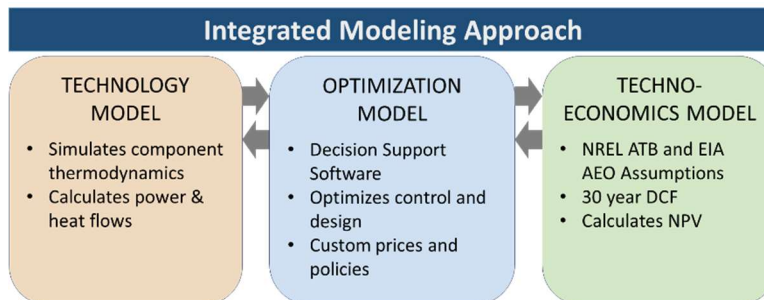 Integrated Modeling Approach
TECHNOLOGY
MODEL
• Simulates component
thermodynamics
• Calculates power &
heat flows
OPTIMIZATION
MODEL
• Decision Support
Software
• Optimizes control and
design
• Custom prices and
policies
TECHNO-
ECONOMICS MODEL
• NREL ATB and EIA
AEO Assumptions
• 30 year DCF
• Calculates NPV